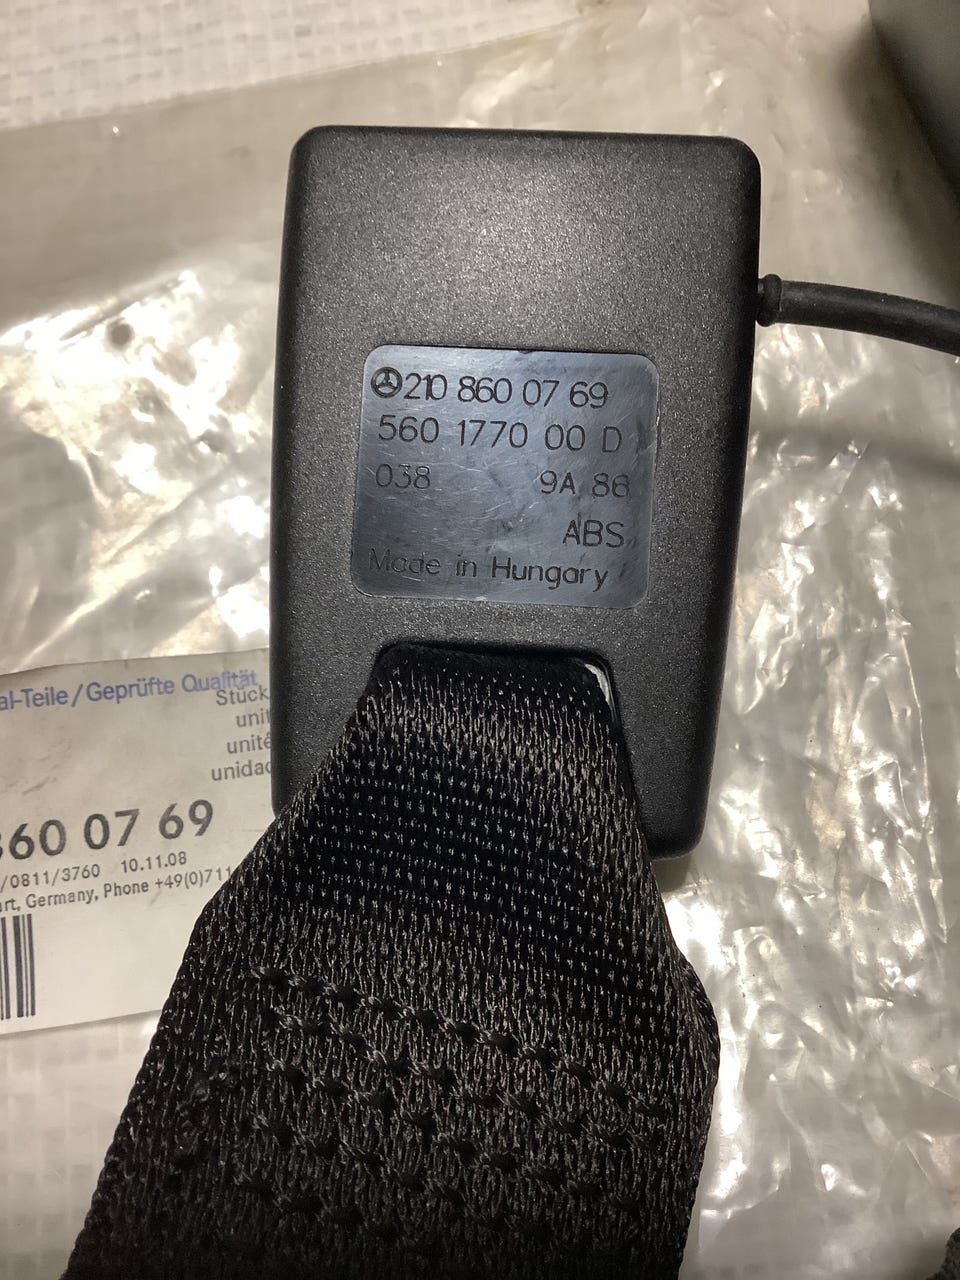 210 860 07 69
560 1770 00 D
038 9A 86
ABS
Made in Hungary
al-Teile/Geprüfte Qualität
Stück
unit
unité
unidad
860 07 69
/0811/3760 10.11.08
art, Germany, Phone +49(0)711